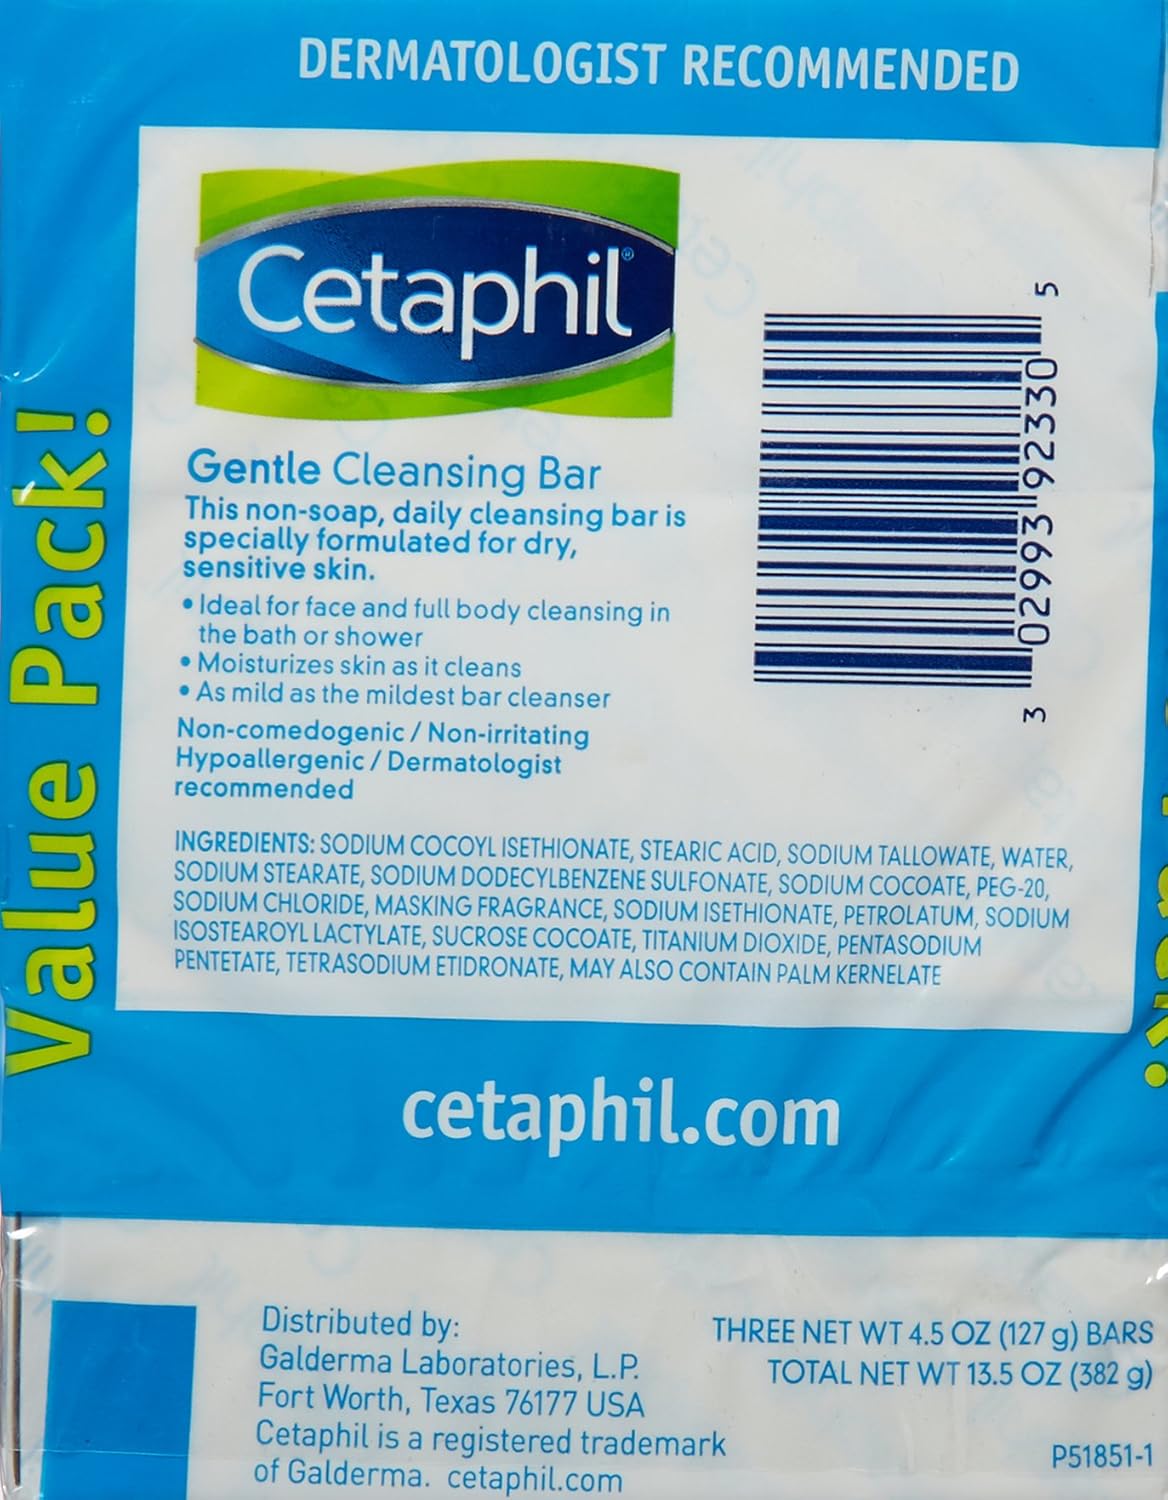 DERMATOLOGIST RECOMMENDED
Cetaphil®
Gentle Cleansing Bar
This non-soap, daily cleansing bar is
specially formulated for dry,
sensitive skin.
• Ideal for face and full body cleansing in
the bath or shower
• Moisturizes skin as it cleans
• As mild as the mildest bar cleanser
Non-comedogenic / Non-irritating
Hypoallergenic / Dermatologist
recommended
INGREDIENTS: SODIUM COCOYL ISETHIONATE, STEARIC ACID, SODIUM TALLOWATE, WATER,
SODIUM STEARATE, SODIUM DODECYLBENZENE SULFONATE, SODIUM COCOATE, PEG-20,
SODIUM CHLORIDE, MASKING FRAGRANCE, SODIUM ISETHIONATE, PETROLATUM, SODIUM
ISOSTEAROYL LACTYLATE, SUCROSE COCOATE, TITANIUM DIOXIDE, PENTASODIUM
PENTETATE, TETRASODIUM ETIDRONATE, MAY ALSO CONTAIN PALM KERNELATE
3 02993 92330 5
Value Pack!
cetaphil.com
Distributed by:
Galderma Laboratories, L.P.
Fort Worth, Texas 76177 USA
Cetaphil is a registered trademark
of Galderma. cetaphil.com
THREE NET WT 4.5 OZ (127 g) BARS
TOTAL NET WT 13.5 OZ (382 g)
P51851-1